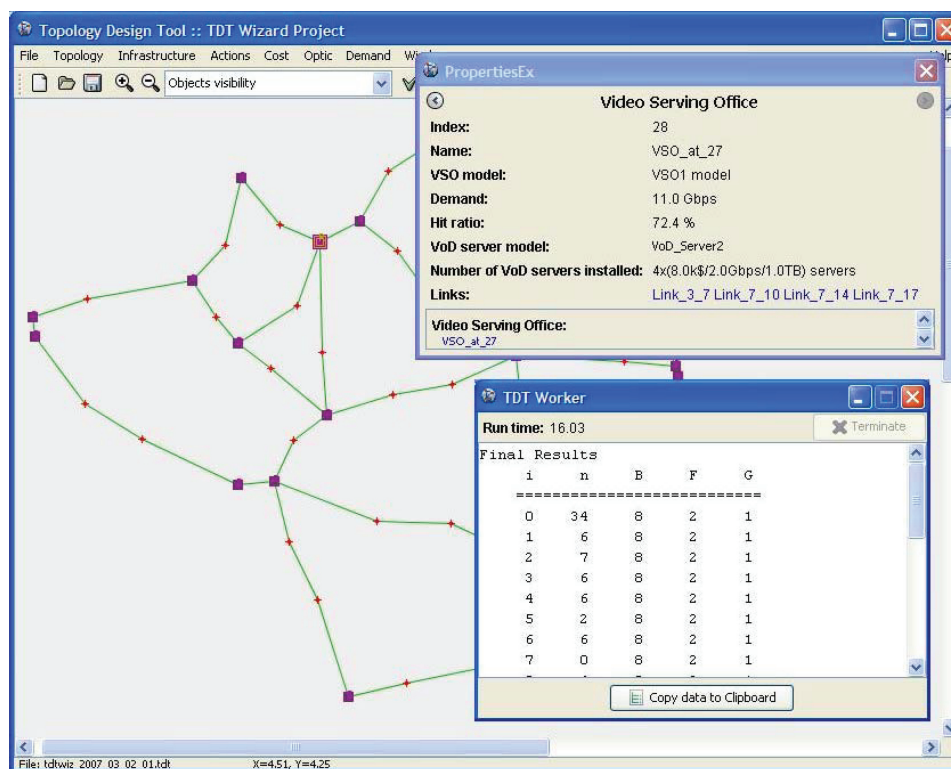 Topology Design Tool :: TDT Wizard Project
File Topology Infrastructure Actions Cost Optic Demand
Objects visibility
PropertiesEx
Video Serving Office
Index: 28
Name: VSO_at_27
VSO model: VSO1 model
Demand: 11.0 Gbps
Hit ratio: 72.4 %
VoD server model: VoD_Server2
Number of VoD servers installed: 4x(8.0k$/2.0Gbps/1.0TB) servers
Links: Link_3_7 Link_7_10 Link_7_14 Link_7_17
Video Serving Office:
VSO_at_27
TDT Worker
Run time: 16.03 Terminate
Final Results
i n B F G
==============================
0 34 8 2 1
1 6 8 2 1
2 7 8 2 1
3 6 8 2 1
4 6 8 2 1
5 2 8 2 1
6 6 8 2 1
7 0 8 2 1
Copy data to Clipboard
File: tdtwiz_2007_03_02_01.tdt X=4.51, Y=4.25